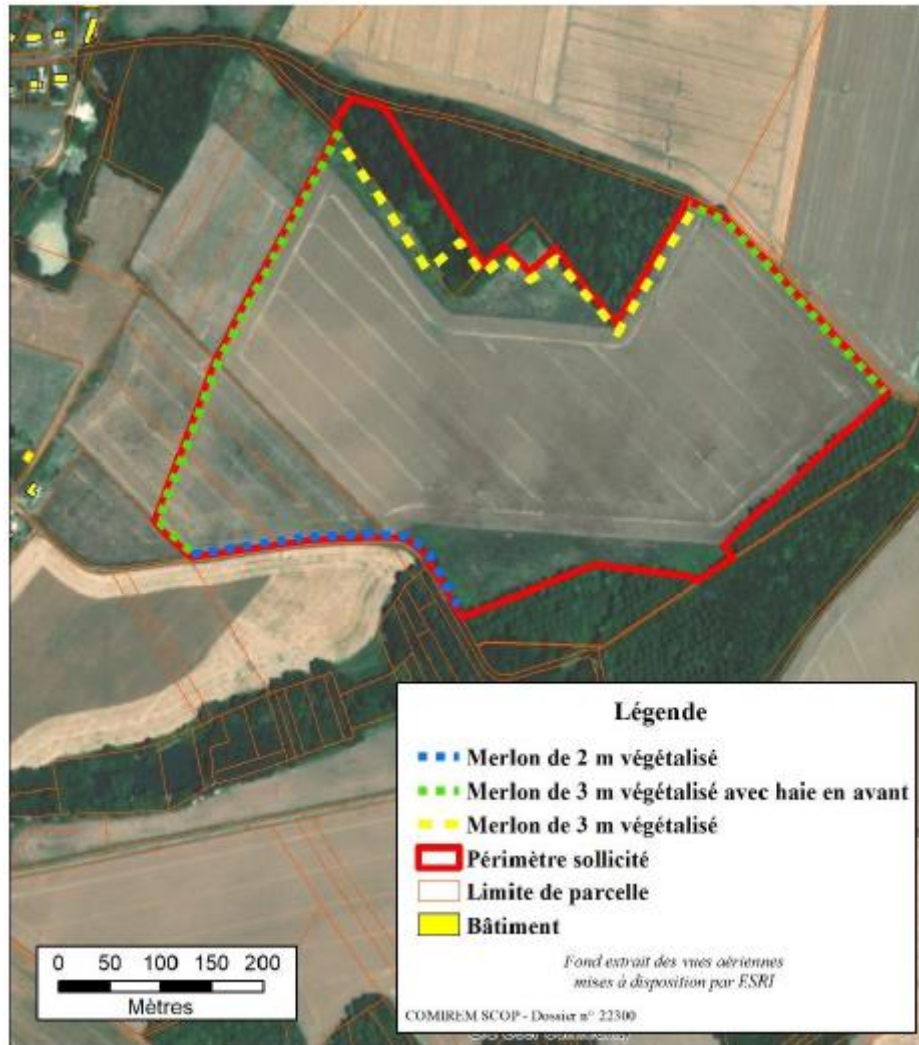 Légende
Merlon de 2 m végétalisé
Merlon de 3 m végétalisé avec haie en avant
Merlon de 3 m végétalisé
Périmètre sollicité
Limite de parcelle
Bâtiment
Fond extrait des vues aériennes
mises à disposition par ESRI
COMIREM SCOP - Dossier n° 22300
0 50 100 150 200
Mètres